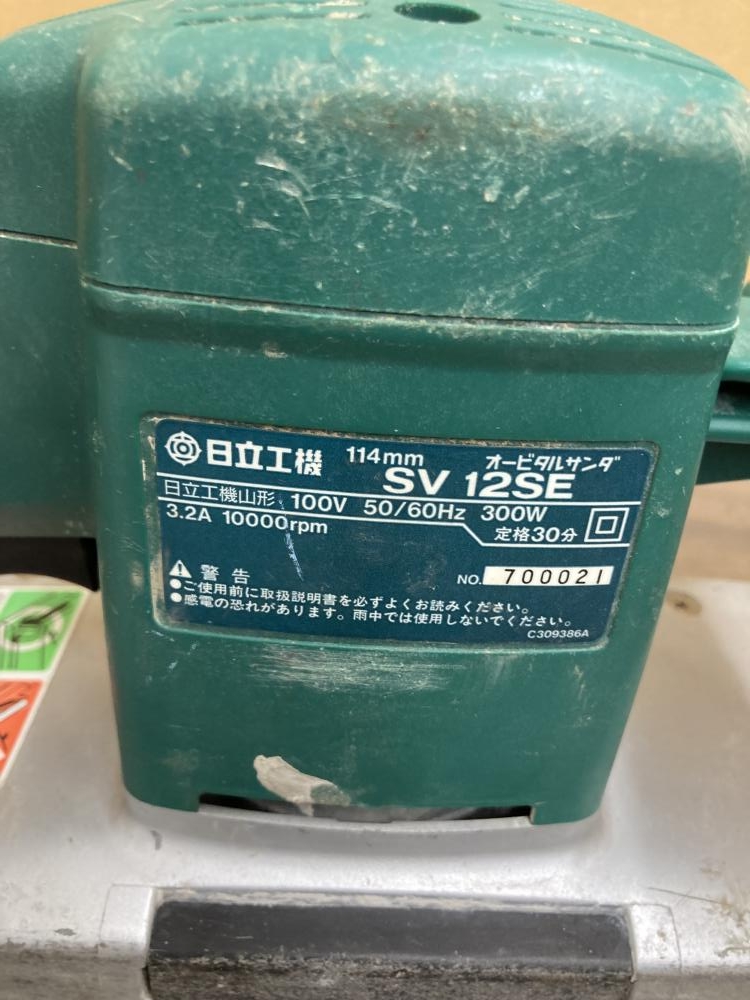 日立工機 114mm オービタルサンダ
SV 12SE
日立工機山形 100V 50/60Hz 300W
3.2A 10000rpm 定格30分
警告 NO. 700021
●ご使用前に取扱説明書を必ずよくお読みください。
●感電の恐れがあります。雨中では使用しないでください。
C309386A